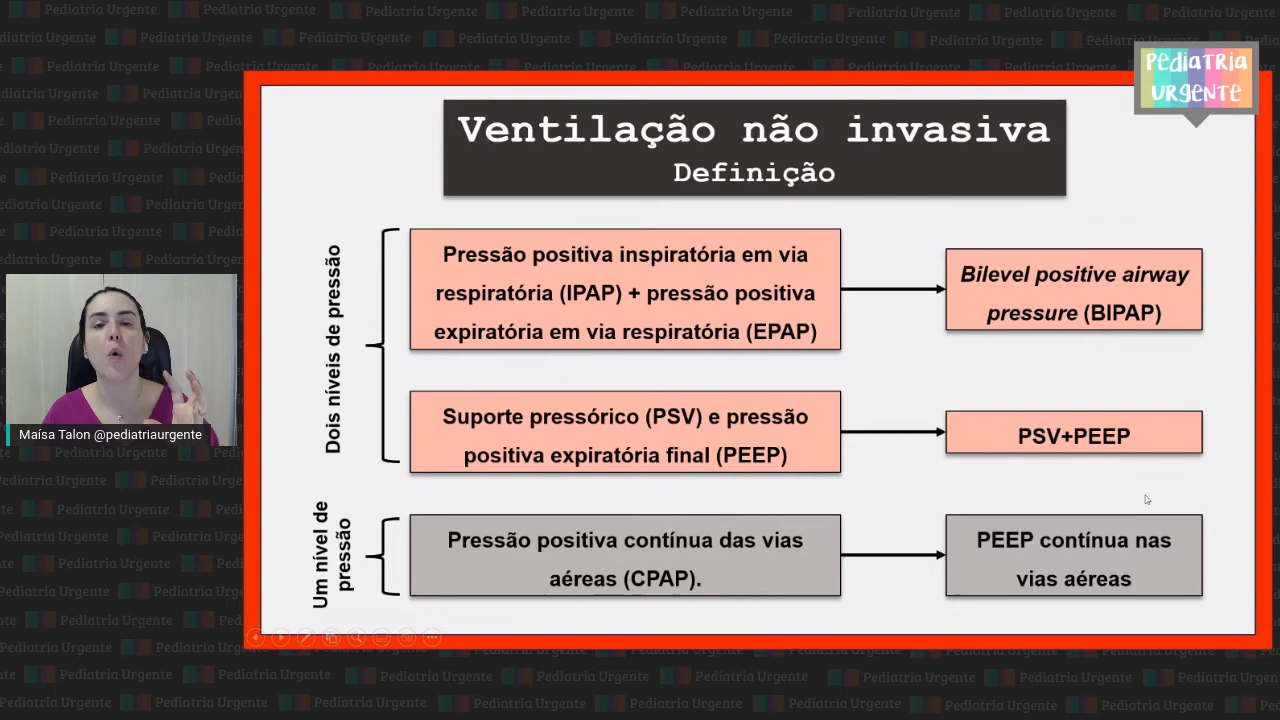 PEDIATRIA
URGENTE
Ventilação não invasiva
Definição
Dois níveis de pressão
Pressão positiva inspiratória em via
respiratória (IPAP) + pressão positiva
expiratória em via respiratória (EPAP)
Bilevel positive airway
pressure (BIPAP)
Suporte pressórico (PSV) e pressão
positiva expiratória final (PEEP)
PSV+PEEP
Um nível de
pressão
Pressão positiva contínua das vias
aéreas (CPAP).
PEEP contínua nas
vias aéreas
Maísa Talon @pediatriaurgente
Pediatria Urgente